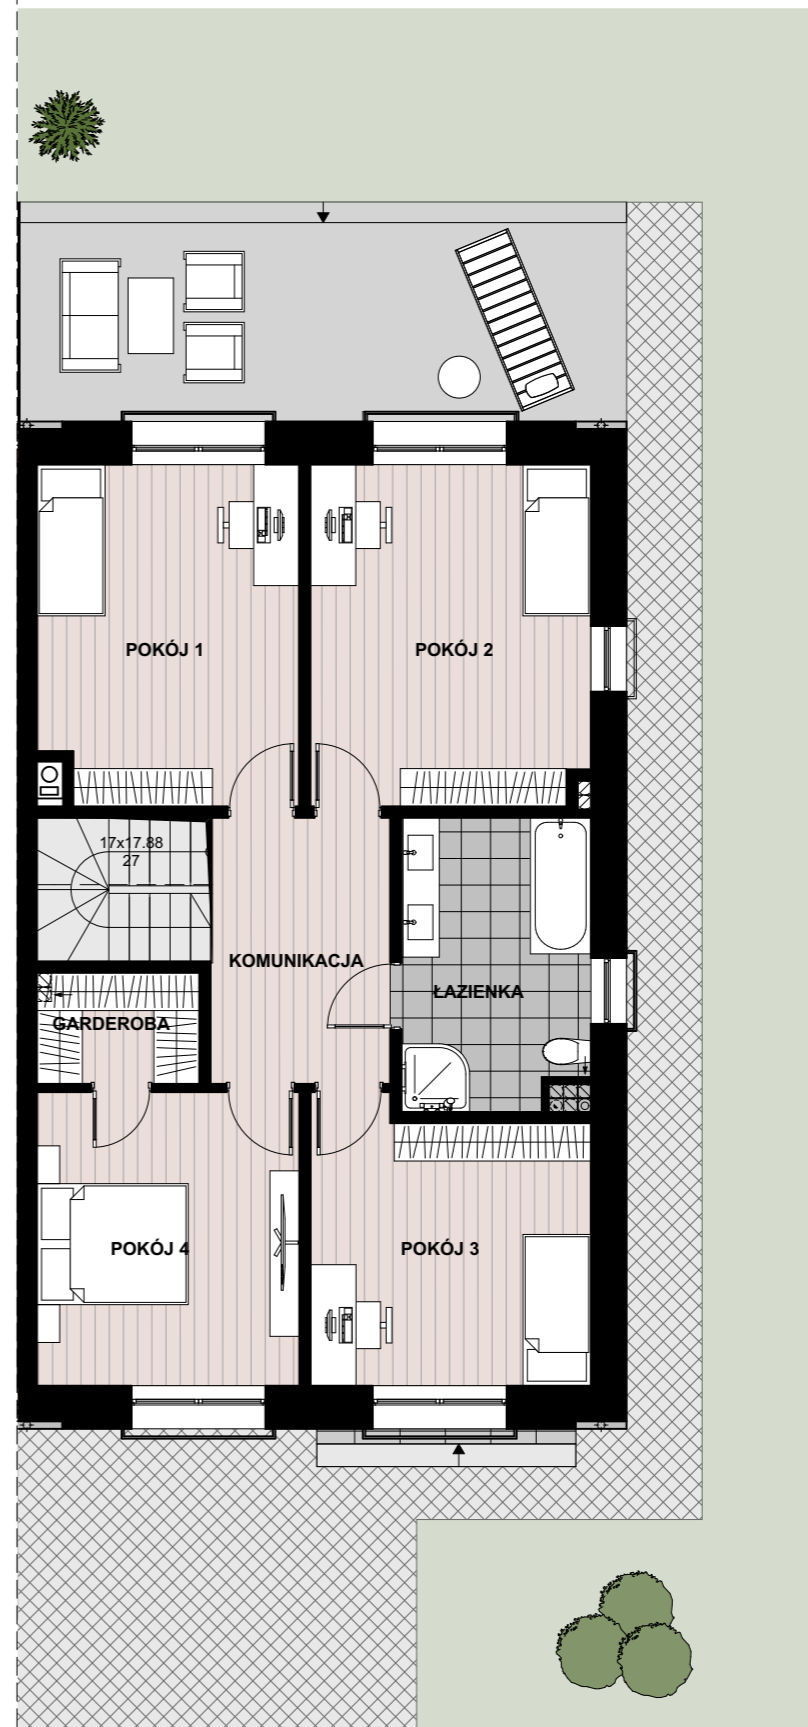 POKÓJ 1
POKÓJ 2
17x17.88
27
KOMUNIKACJA
ŁAZIENKA
GARDEROBA
POKÓJ 4
POKÓJ 3